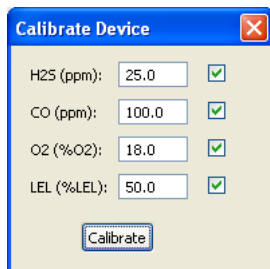 Calibrate Device
H2S (ppm): 25.0
CO (ppm): 100.0
O2 (%O2): 18.0
LEL (%LEL): 50.0
Calibrate